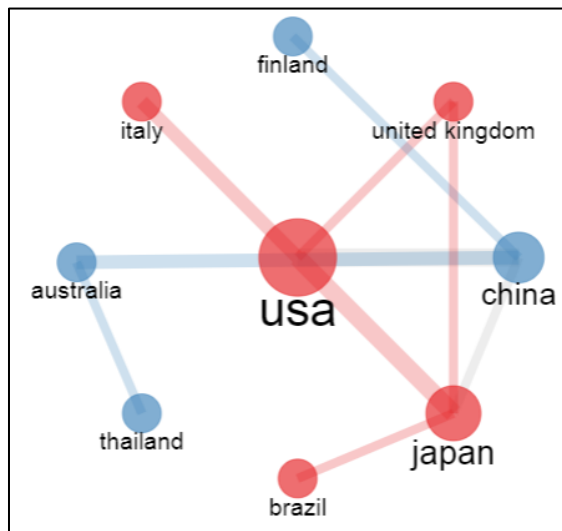 finland
italy
united kingdom
australia
usa
china
thailand
japan
brazil